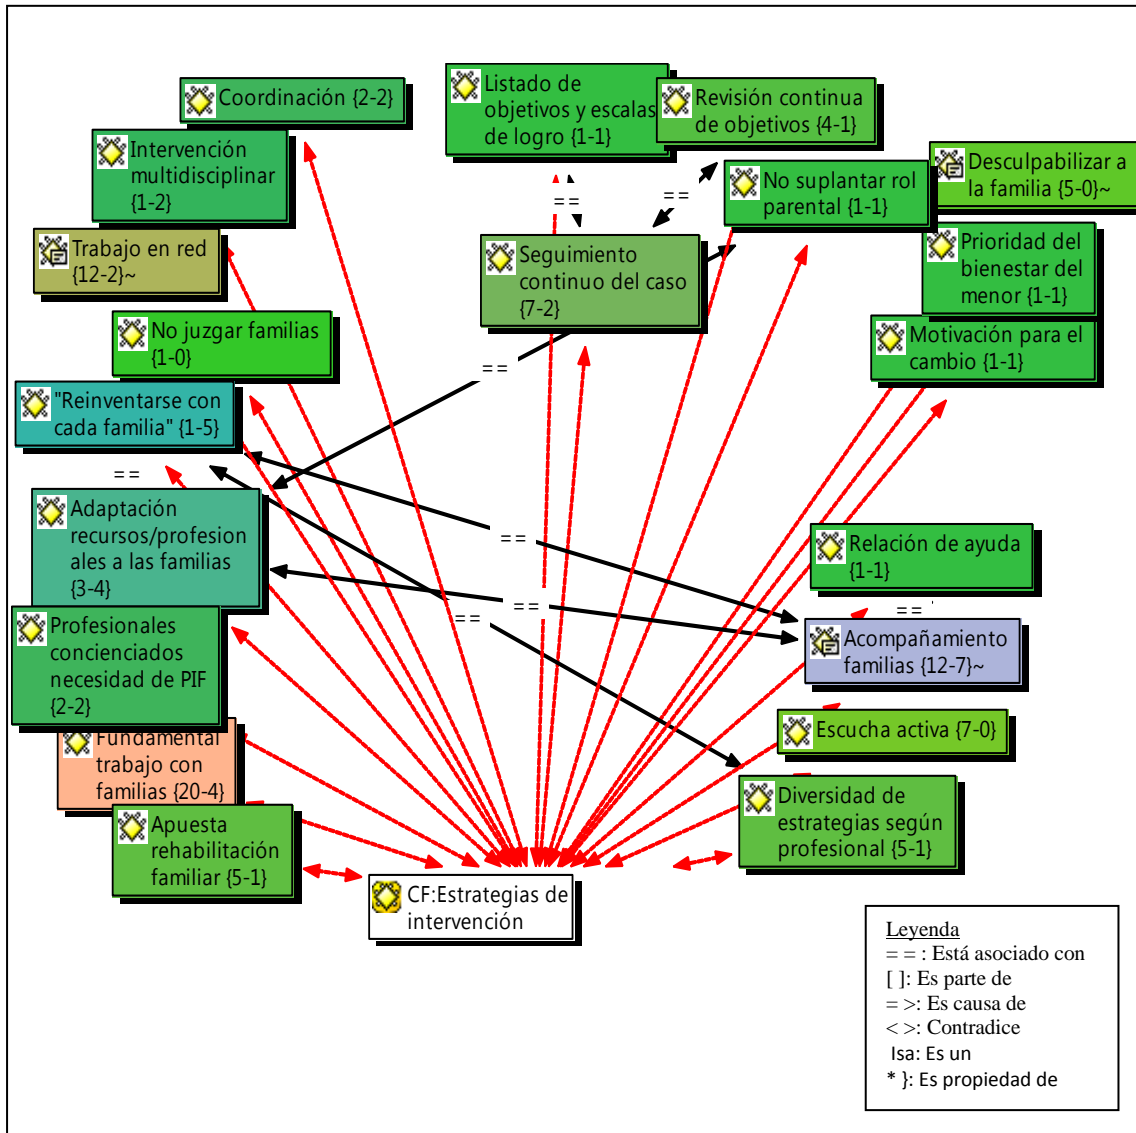 Coordinación {2-2}
Listado de
objetivos y escalas
de logro {1-1}
Revisión continua
de objetivos {4-1}
Intervención
multidisciplinar
{1-2}
No suplantar rol
parental {1-1}
Desculpabilizar a
la familia {5-0}~
Trabajo en red
{12-2}~
Seguimiento
continuo del caso
{7-2}
Prioridad del
bienestar del
menor {1-1}
No juzgar familias
{1-0}
Motivación para el
cambio {1-1}
"Reinventarse con
cada familia" {1-5}
Adaptación
recursos/profesion
ales a las familias
{3-4}
Relación de ayuda
{1-1}
Profesionales
concienciados
necesidad de PIF
{2-2}
Acompañamiento
familias {12-7}~
Fundamental
trabajo con
familias {20-4}
Escucha activa {7-0}
Apuesta
rehabilitación
familiar {5-1}
Diversidad de
estrategias según
profesional {5-1}
CF:Estrategias de
intervención
==
==
==
==
==
==
==
==
Leyenda
= = : Está asociado con
[ ]: Es parte de
= >: Es causa de
< >: Contradice
Isa: Es un
* }: Es propiedad de